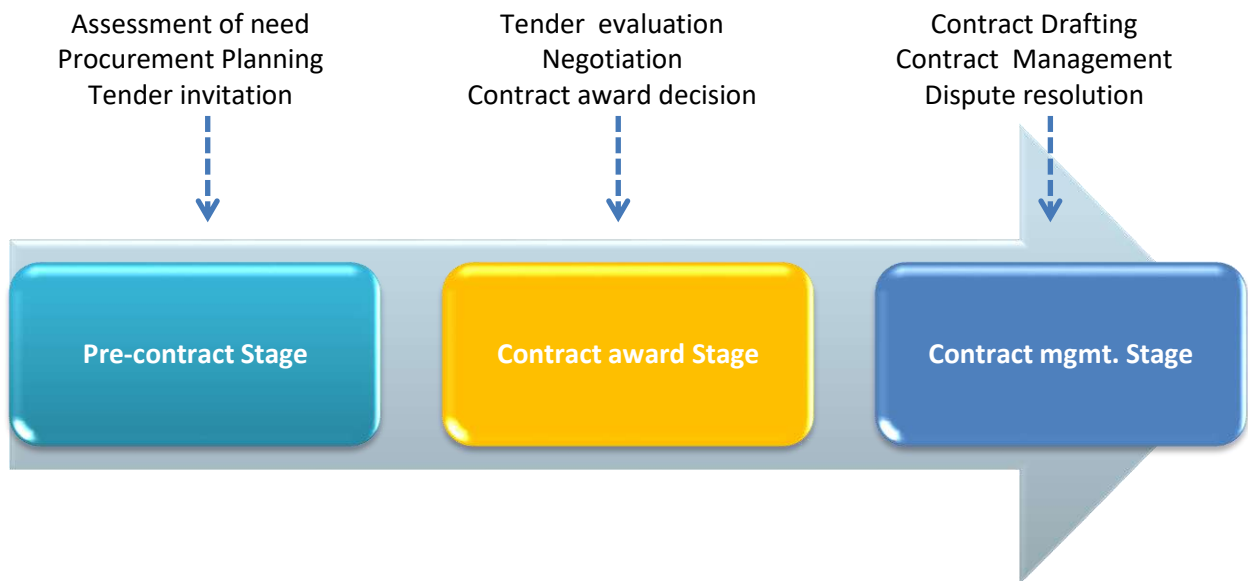 Assessment of need
Procurement Planning
Tender invitation
Tender  evaluation
Negotiation
Contract award decision
Contract Drafting
Contract  Management
Dispute resolution
Pre-contract Stage
Contract award Stage
Contract mgmt. Stage